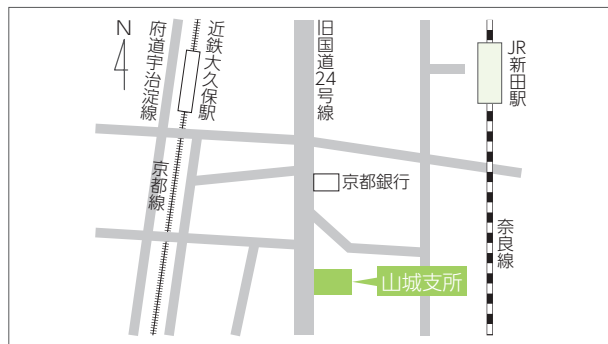 N
府道宇治淀線
近鉄大久保駅
旧国道24号線
JR新田駅
京都線
京都銀行
奈良線
山城支所